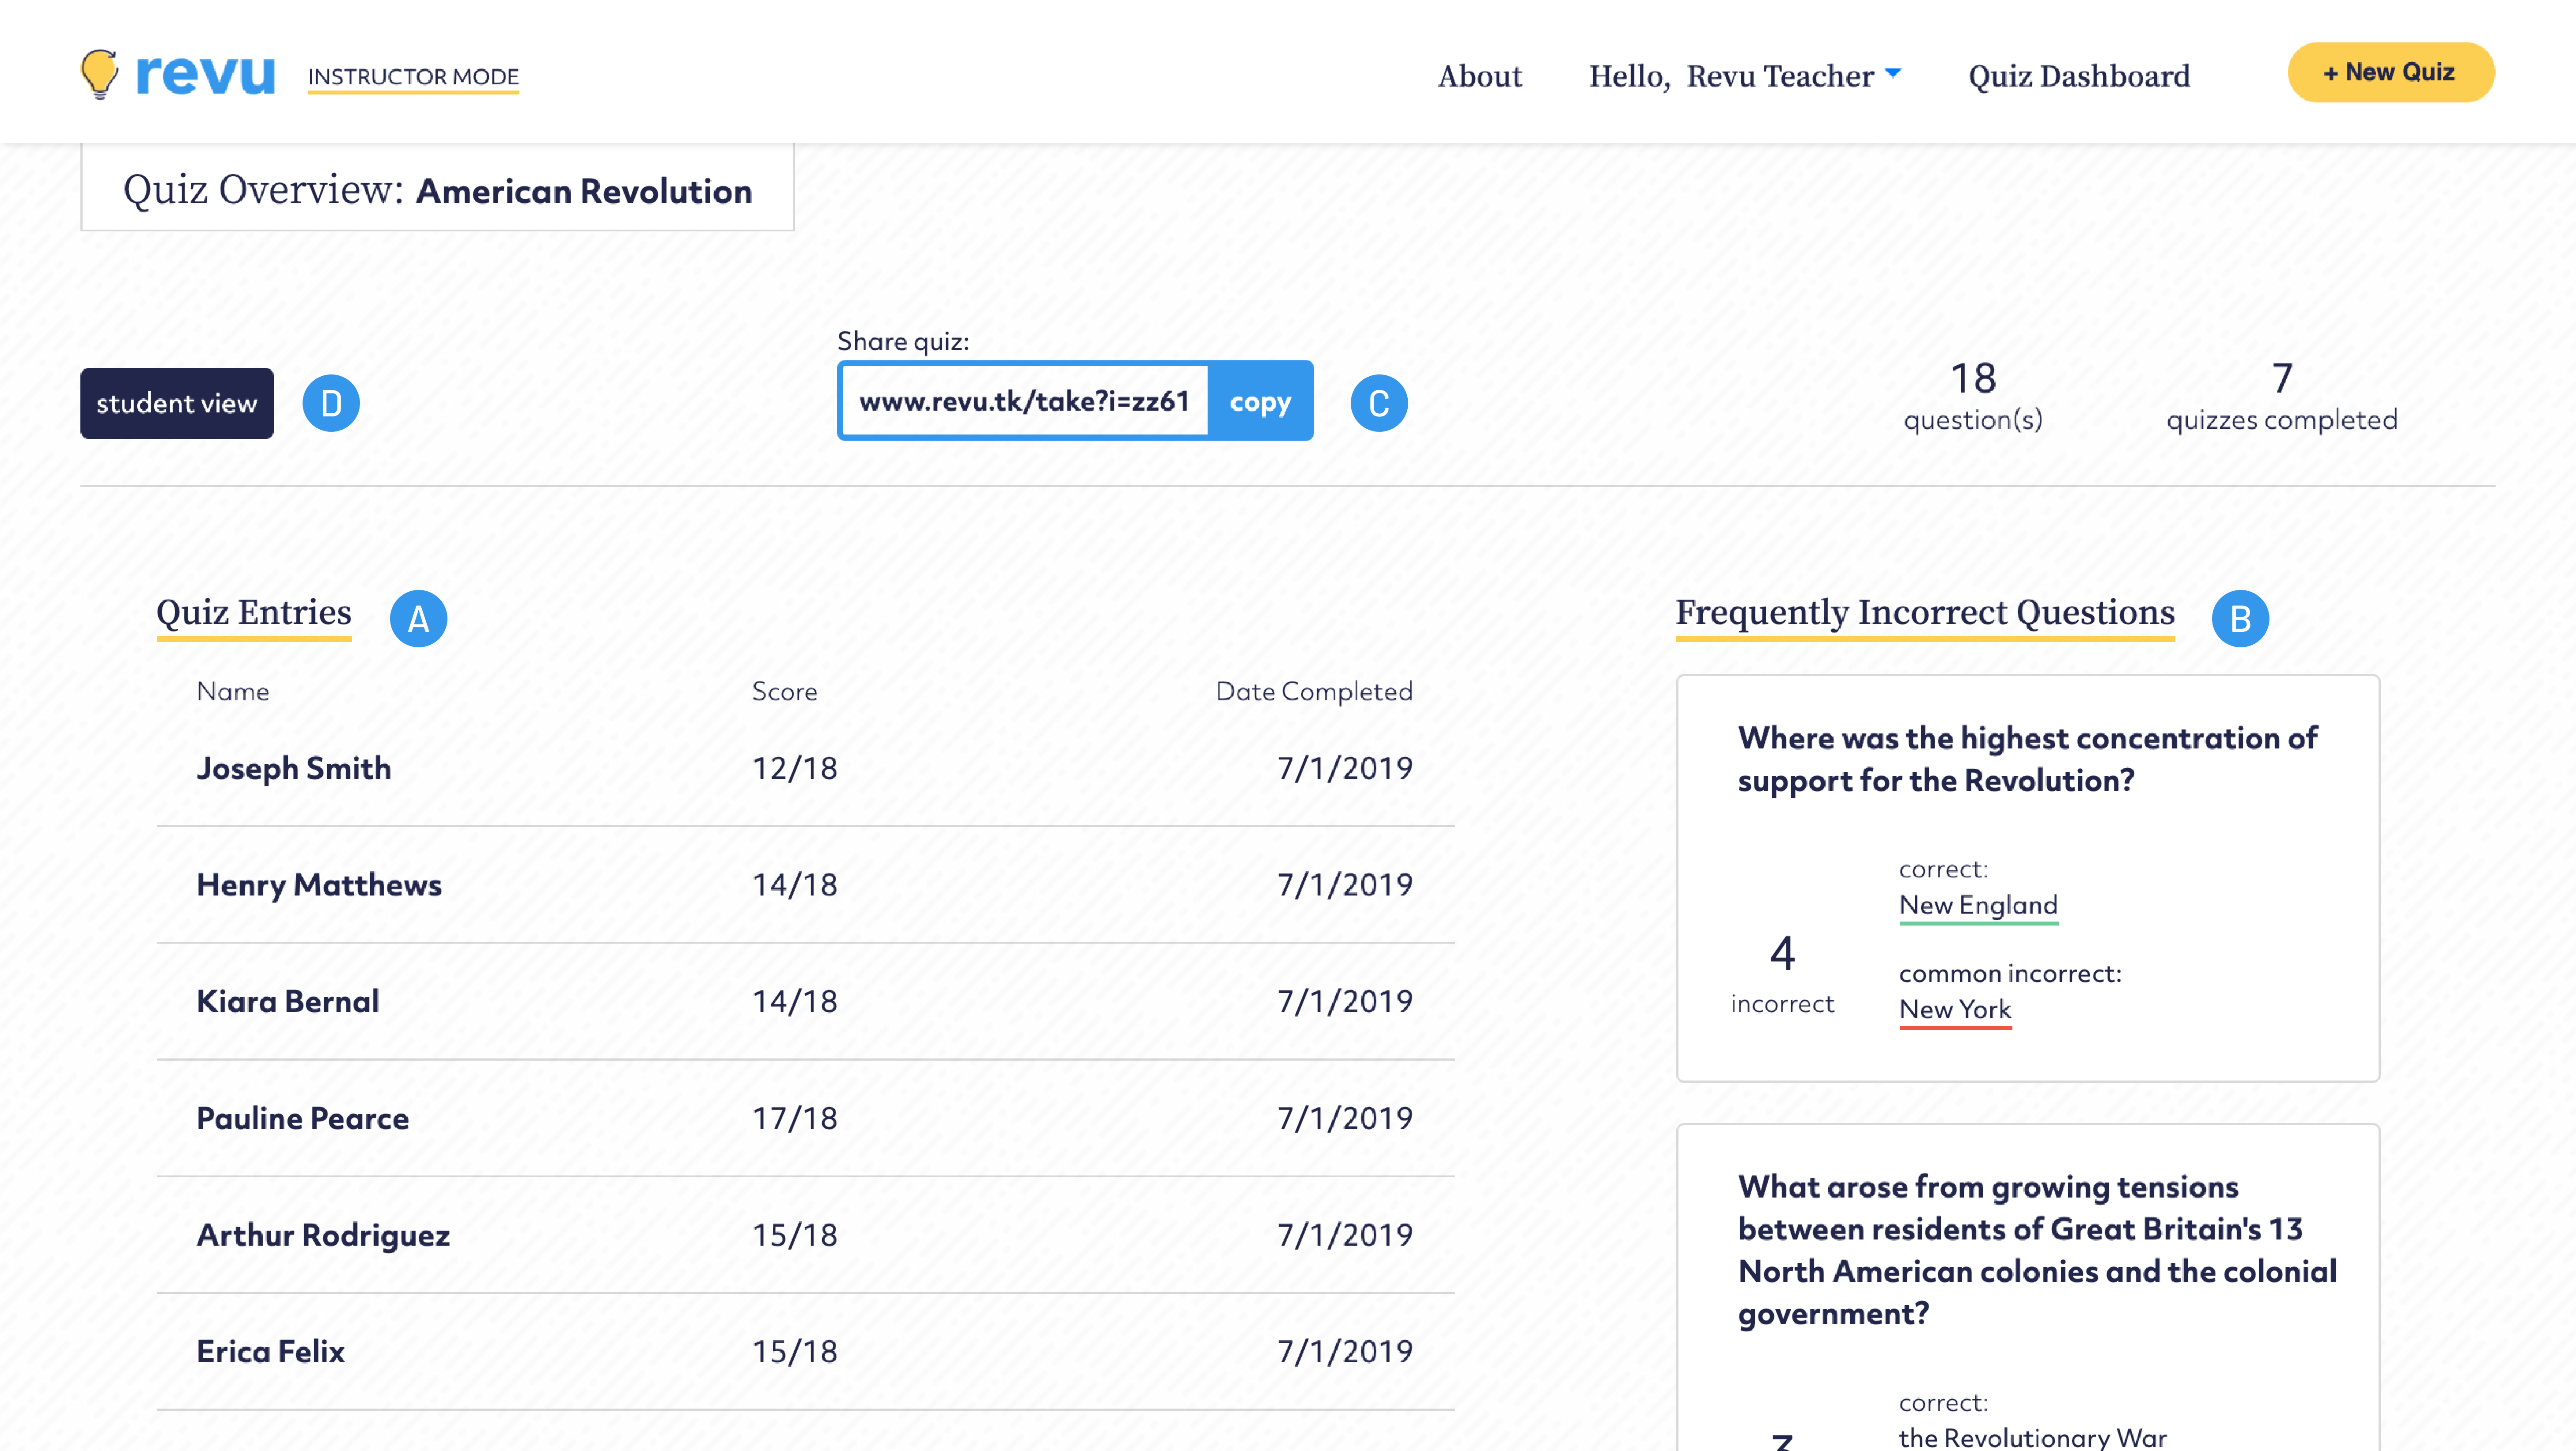 revu INSTRUCTOR MODE About Hello, Revu Teacher Quiz Dashboard + New Quiz
Quiz Overview: American Revolution
Share quiz:
student view D www.revu.tk/take?i=zz61 copy C
18
question(s)
7
quizzes completed
Quiz Entries A
Name Score Date Completed
Joseph Smith 12/18 7/1/2019
Henry Matthews 14/18 7/1/2019
Kiara Bernal 14/18 7/1/2019
Pauline Pearce 17/18 7/1/2019
Arthur Rodriguez 15/18 7/1/2019
Erica Felix 15/18 7/1/2019
Frequently Incorrect Questions B
Where was the highest concentration of
support for the Revolution?
4
incorrect
correct:
New England
common incorrect:
New York
What arose from growing tensions
between residents of Great Britain's 13
North American colonies and the colonial
government?
correct:
the Revolutionary War